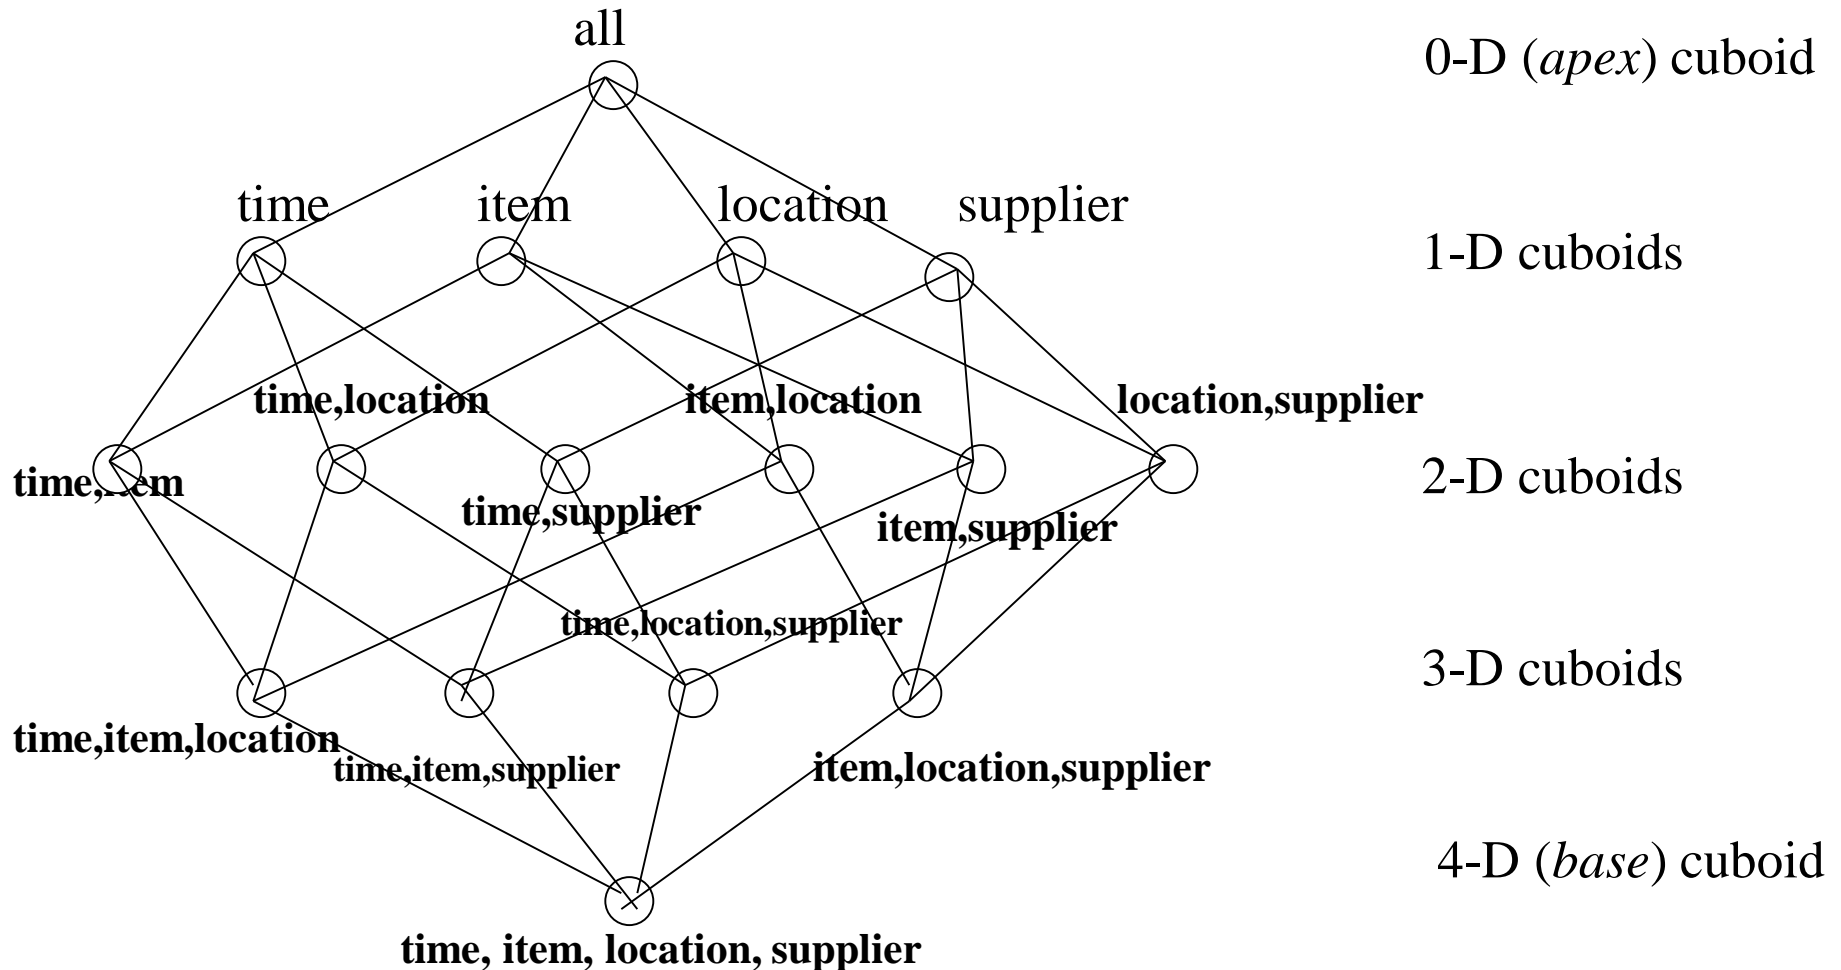 all
0-D (apex) cuboid
time
item
location
supplier
1-D cuboids
time,location
item,location
location,supplier
time,item
2-D cuboids
time,supplier
item,supplier
time,location,supplier
3-D cuboids
time,item,location
time,item,supplier
item,location,supplier
4-D (base) cuboid
time, item, location, supplier